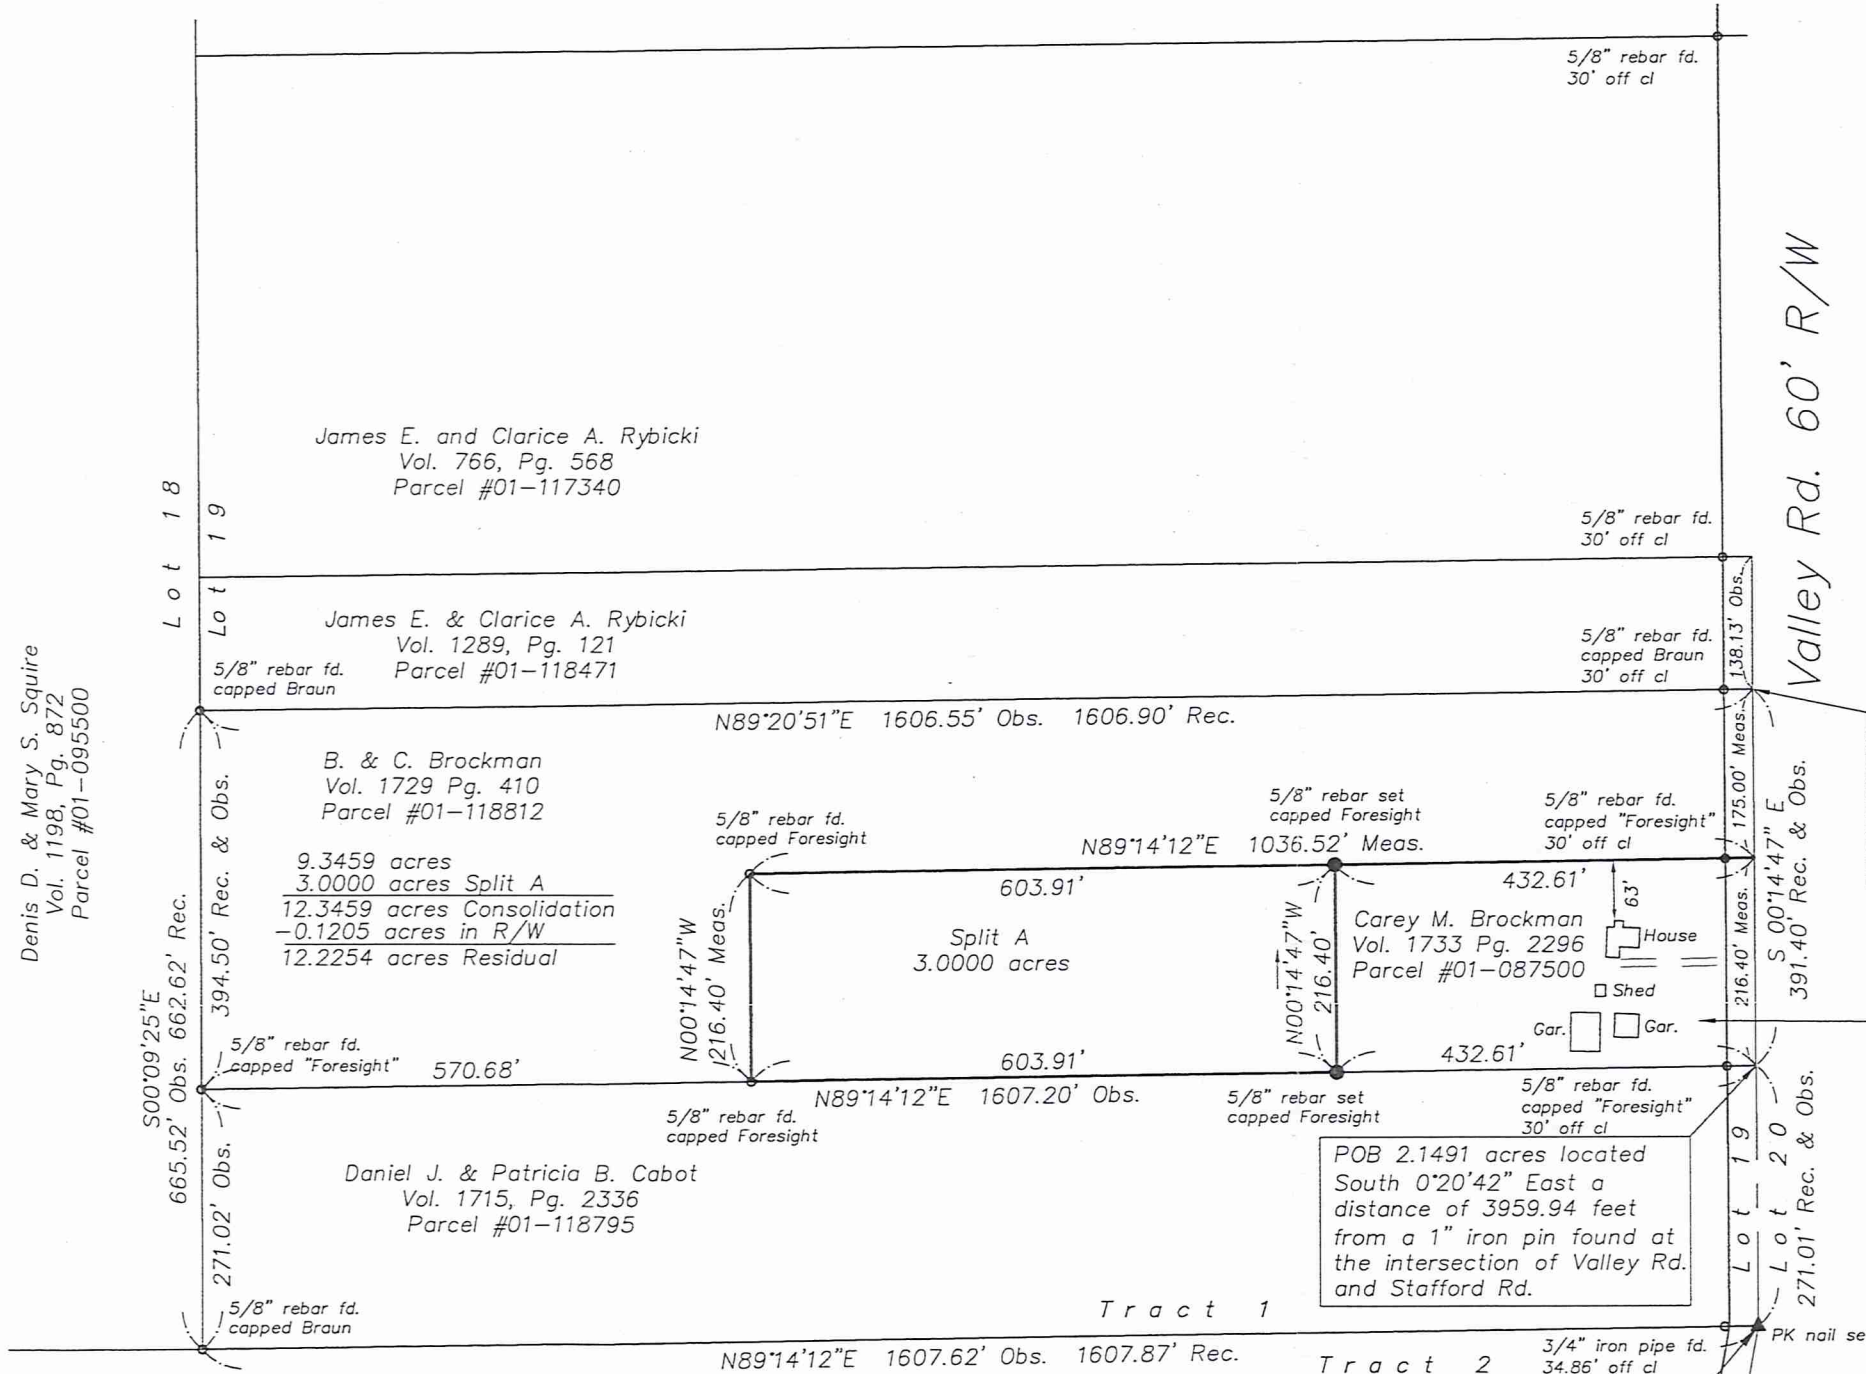 5/8" rebar fd.
30' off cl
Valley Rd. 60' R/W
James E. and Clarice A. Rybicki
Vol. 766, Pg. 568
Parcel #01-117340
Lot 18
Lot 19
5/8" rebar fd.
30' off cl
138.13' Obs.
James E. & Clarice A. Rybicki
Vol. 1289, Pg. 121
Parcel #01-118471
5/8" rebar fd.
capped Braun
5/8" rebar fd.
capped Braun
30' off cl
Denis D. & Mary S. Squire
Vol. 1198, Pg. 872
Parcel #01-095500
N89°20'51"E 1606.55' Obs. 1606.90' Rec.
B. & C. Brockman
Vol. 1729 Pg. 410
Parcel #01-118812
9.3459 acres
3.0000 acres Split A
12.3459 acres Consolidation
-0.1205 acres in R/W
12.2254 acres Residual
394.50' Rec. & Obs.
S00°09'25"E
665.52' Obs. 662.62' Rec.
5/8" rebar fd.
capped Foresight
5/8" rebar set
capped Foresight
5/8" rebar fd.
capped "Foresight"
30' off cl
175.00' Meas.
N89°14'12"E 1036.52' Meas.
603.91'
432.61'
63'
S 00°14'47" E
391.40' Rec. & Obs.
N00°14'47"W
216.40' Meas.
Split A
3.0000 acres
N00°14'47"W
216.40'
Carey M. Brockman
Vol. 1733 Pg. 2296
Parcel #01-087500
House
Shed
Gar.
Gar.
216.40' Meas.
5/8" rebar fd.
capped "Foresight"
570.68'
603.91'
432.61'
N89°14'12"E 1607.20' Obs.
5/8" rebar fd.
capped Foresight
5/8" rebar set
capped Foresight
5/8" rebar fd.
capped "Foresight"
30' off cl
271.02' Obs.
Daniel J. & Patricia B. Cabot
Vol. 1715, Pg. 2336
Parcel #01-118795
POB 2.1491 acres located
South 0°20'42" East a
distance of 3959.94 feet
from a 1" iron pin found at
the intersection of Valley Rd.
and Stafford Rd.
Lot 19
Lot 20
271.01' Rec. & Obs.
5/8" rebar fd.
capped Braun
Tract 1
N89°14'12"E 1607.62' Obs. 1607.87' Rec.
Tract 2
3/4" iron pipe fd.
34.86' off cl
PK nail se